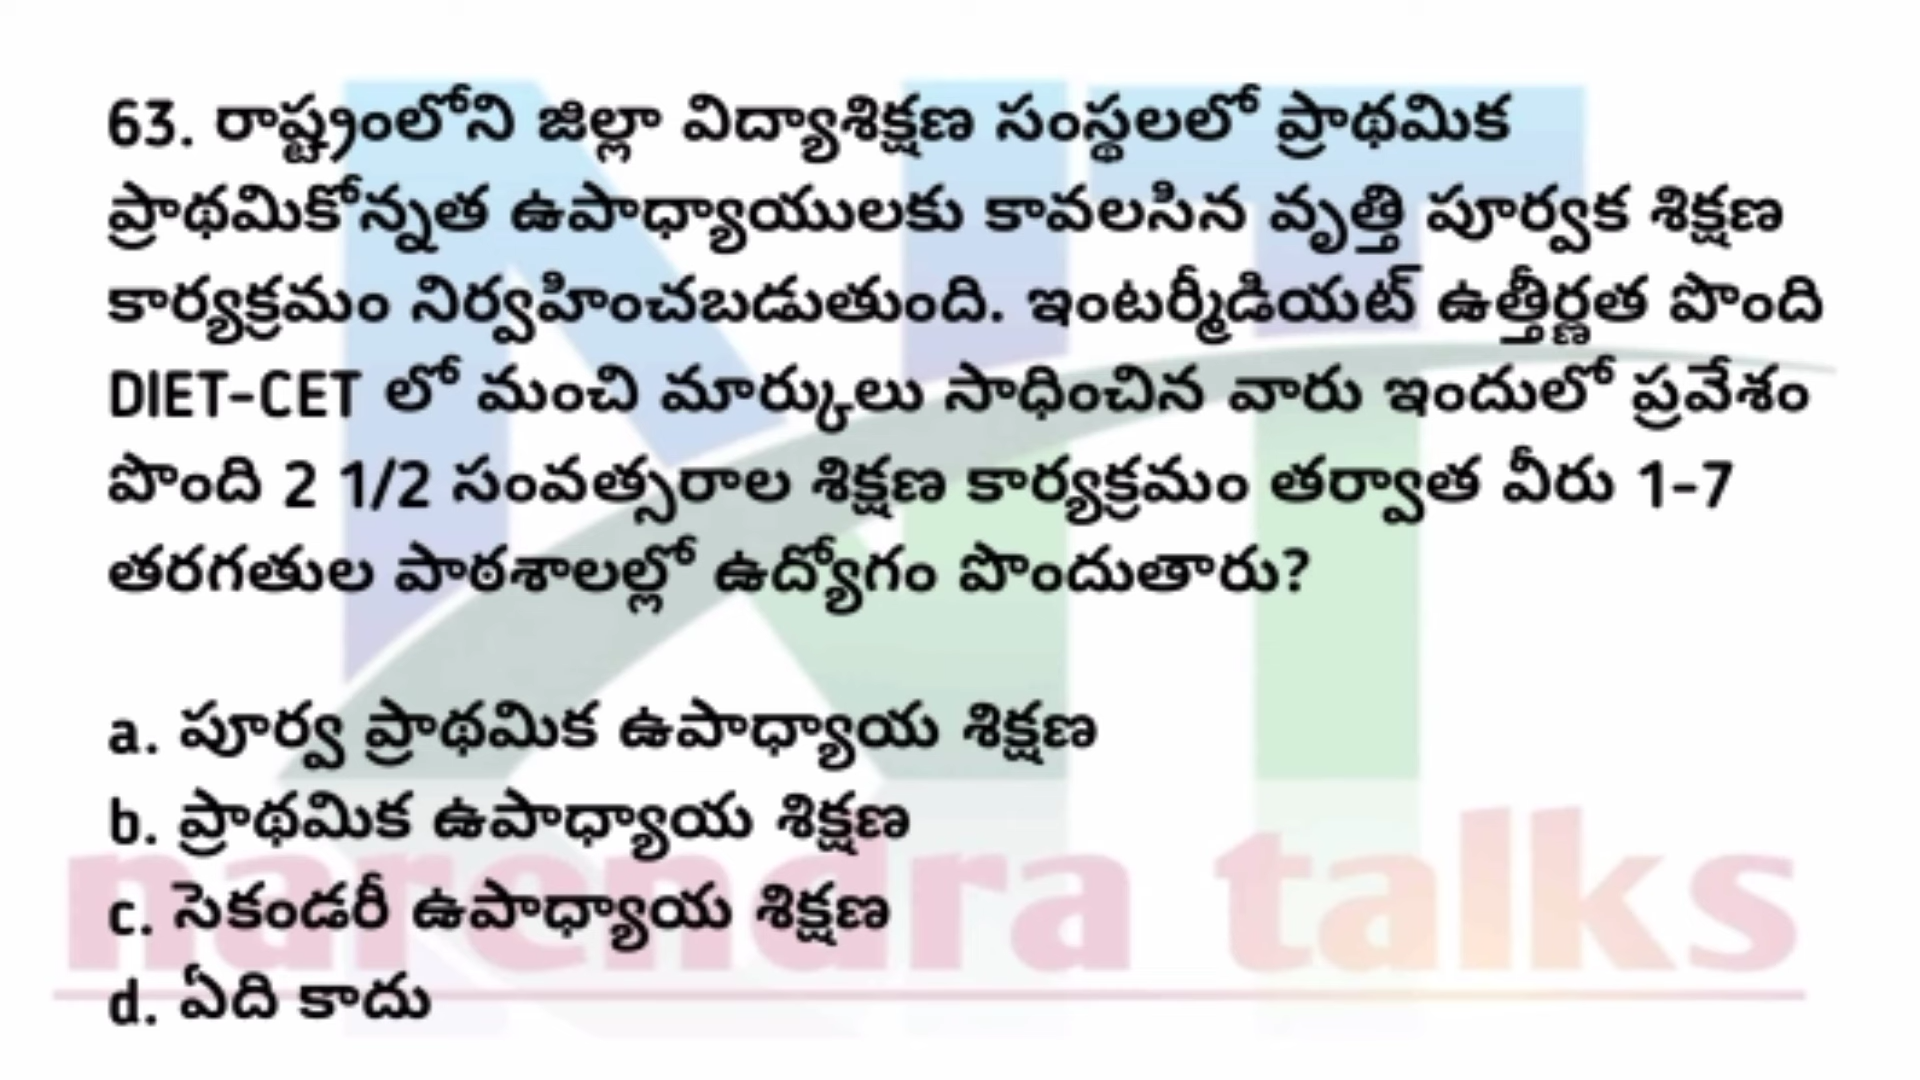 63. రాష్ట్రంలోని జిల్లా విద్యాశిక్షణ సంస్థలలో ప్రాథమిక
ప్రాథమికోన్నత ఉపాధ్యాయులకు కావలసిన వృత్తి పూర్వక శిక్షణ
కార్యక్రమం నిర్వహించబడుతుంది. ఇంటర్మీడియట్ ఉత్తీర్ణత పొంది
DIET-CET లో మంచి మార్కులు సాధించిన వారు ఇందులో ప్రవేశం
పొంది 2 1/2 సంవత్సరాల శిక్షణ కార్యక్రమం తర్వాత వీరు 1-7
తరగతుల పాఠశాలల్లో ఉద్యోగం పొందుతారు?
a. పూర్వ ప్రాథమిక ఉపాధ్యాయ శిక్షణ
b. ప్రాథమిక ఉపాధ్యాయ శిక్షణ
c. సెకండరీ ఉపాధ్యాయ శిక్షణ
d. ఏది కాదు
narendra talks